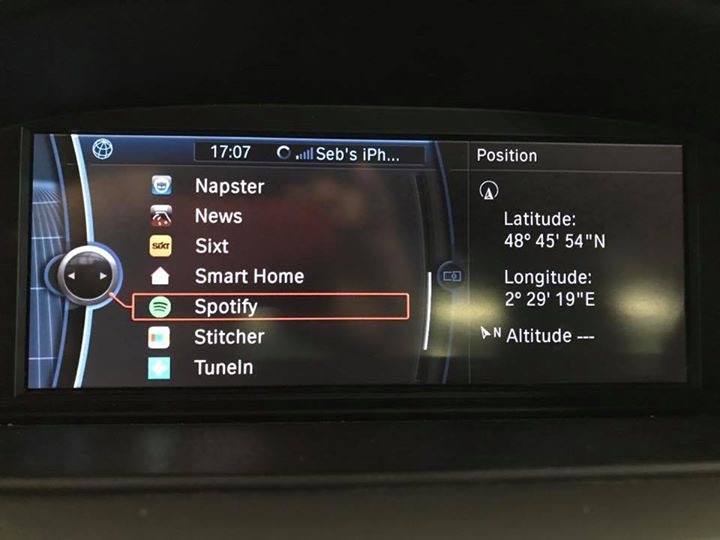 17:07 Seb's iPh...
Napster
News
SIXT Sixt
Smart Home
Spotify
Stitcher
TuneIn
Position
Latitude:
48° 45' 54"N
Longitude:
2° 29' 19"E
N Altitude ---